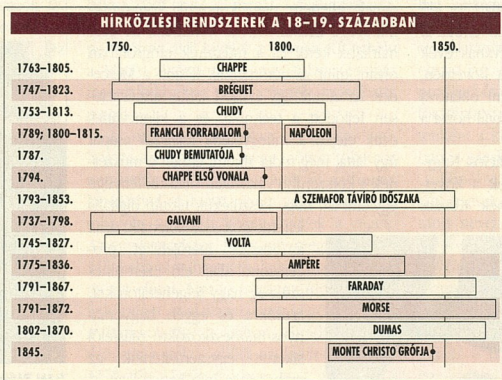 HÍRKÖZLÉSI RENDSZEREK A 18–19. SZÁZADBAN
1750. 1800. 1850.
1763–1805. CHAPPE
1747–1823. BRÉGUET
1753–1813. CHUDY
1789; 1800–1815. FRANCIA FORRADALOM NAPÓLEON
1787. CHUDY BEMUTATÓJA
1794. CHAPPE ELSŐ VONALA
1793–1853. A SZEMAFOR TÁVÍRÓ IDŐSZAKA
1737–1798. GALVANI
1745–1827. VOLTA
1775–1836. AMPÉRE
1791–1867. FARADAY
1791–1872. MORSE
1802–1870. DUMAS
1845. MONTE CHRISTO GRÓFJA